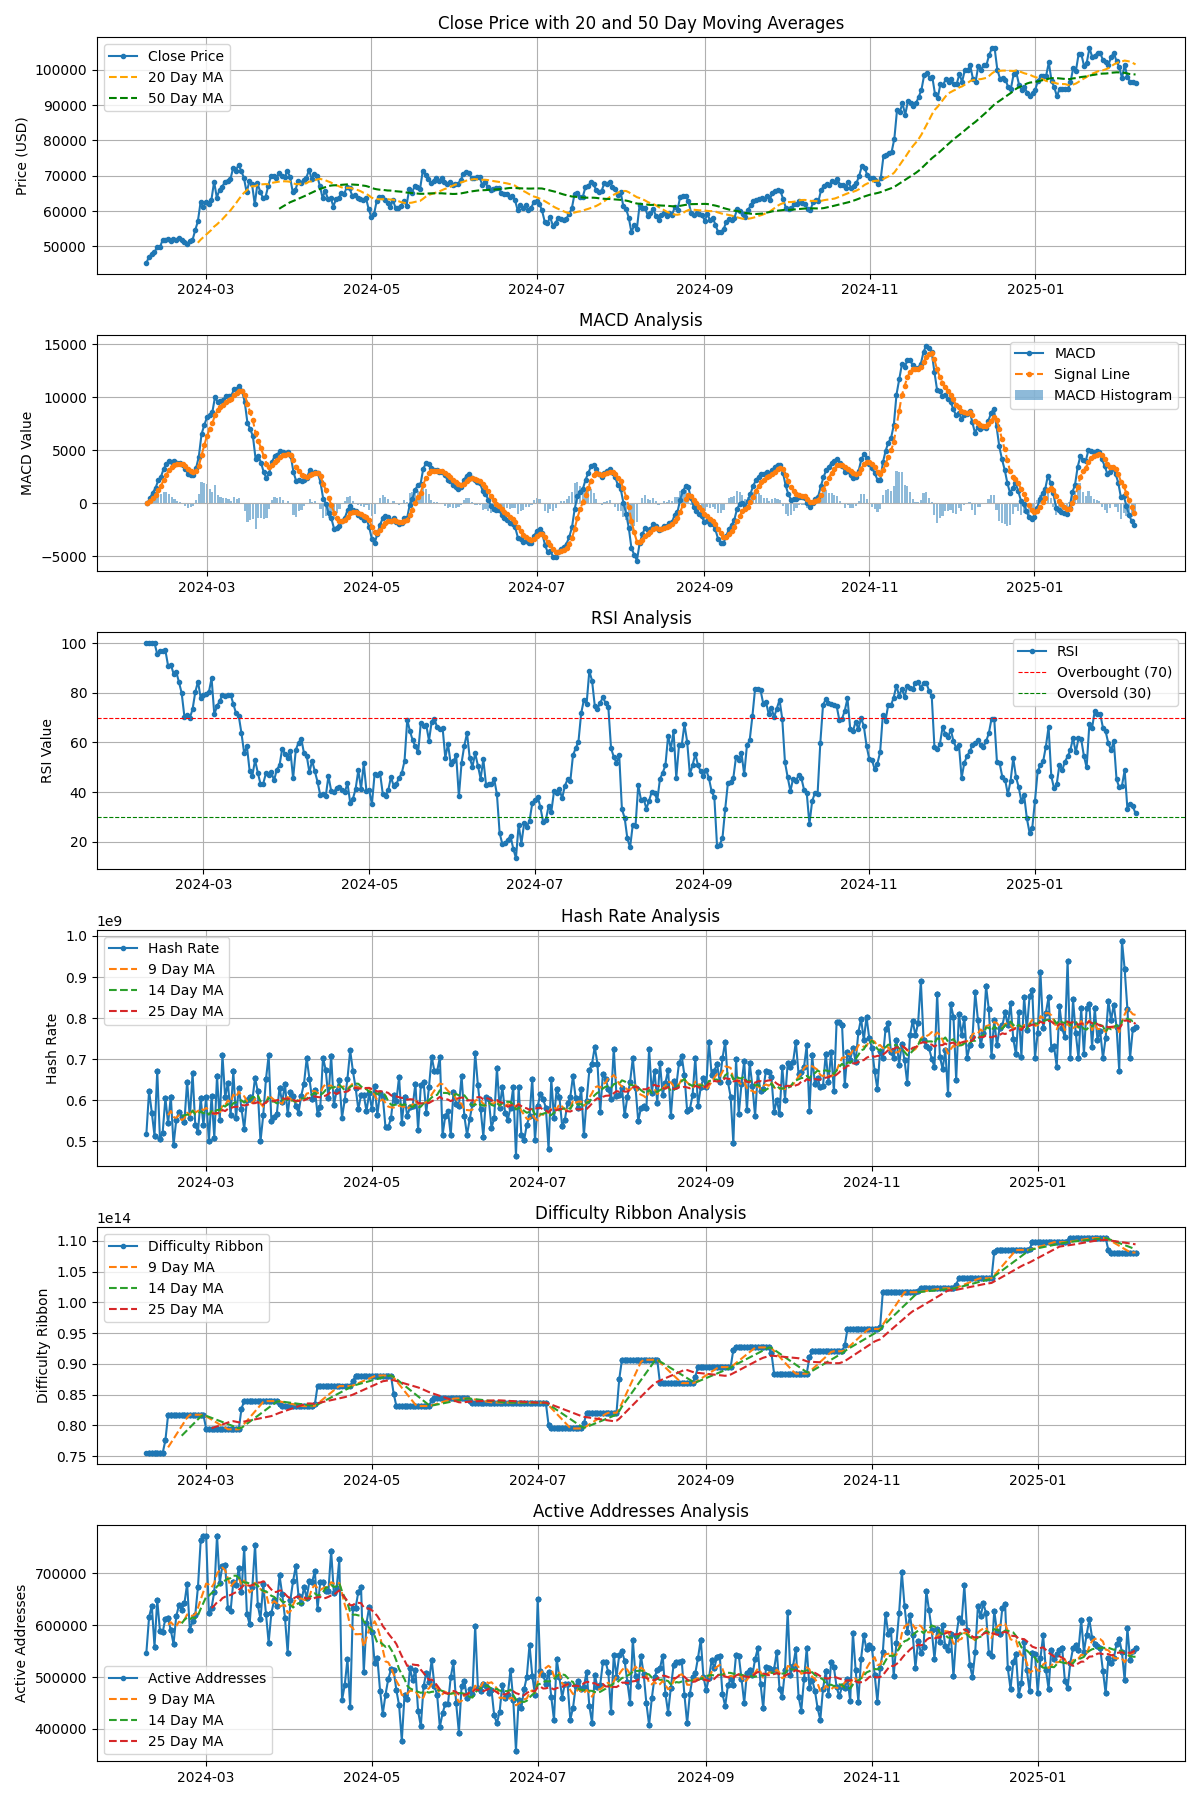 Close Price with 20 and 50 Day Moving Averages
Price (USD)
100000
90000
80000
70000
60000
50000
Close Price
20 Day MA
50 Day MA
2024-03 2024-05 2024-07 2024-09 2024-11 2025-01
MACD Analysis
MACD Value
15000
10000
5000
0
−5000
MACD
Signal Line
MACD Histogram
2024-03 2024-05 2024-07 2024-09 2024-11 2025-01
RSI Analysis
RSI Value
100
80
60
40
20
RSI
Overbought (70)
Oversold (30)
2024-03 2024-05 2024-07 2024-09 2024-11 2025-01
Hash Rate Analysis
1e9
Hash Rate
1.0
0.9
0.8
0.7
0.6
0.5
Hash Rate
9 Day MA
14 Day MA
25 Day MA
2024-03 2024-05 2024-07 2024-09 2024-11 2025-01
Difficulty Ribbon Analysis
1e14
Difficulty Ribbon
1.10
1.05
1.00
0.95
0.90
0.85
0.80
0.75
Difficulty Ribbon
9 Day MA
14 Day MA
25 Day MA
2024-03 2024-05 2024-07 2024-09 2024-11 2025-01
Active Addresses Analysis
Active Addresses
700000
600000
500000
400000
Active Addresses
9 Day MA
14 Day MA
25 Day MA
2024-03 2024-05 2024-07 2024-09 2024-11 2025-01